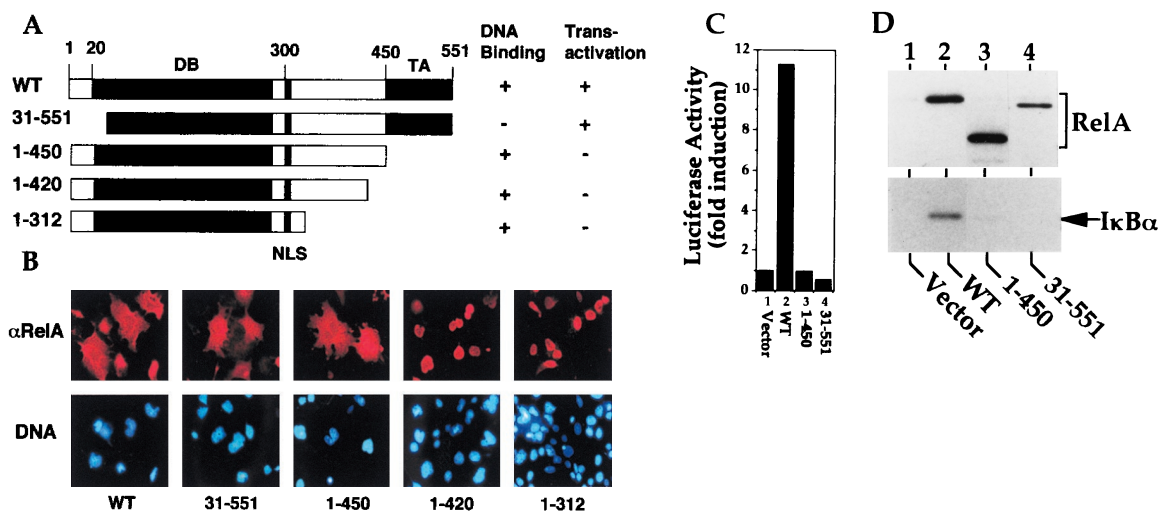 A
DNA Binding
Trans-activation
1 20 300 450 551
DB TA
WT + +
31-551 - +
1-450 + -
1-420 + -
1-312 + -
NLS
B
αRelA
DNA
WT 31-551 1-450 1-420 1-312
C
Luciferase Activity
(fold induction)
12
10
8
6
4
2
0
1 2 3 4
Vector WT 1-450 31-551
D
1 2 3 4
RelA
IκBα
Vector WT 1-450 31-551